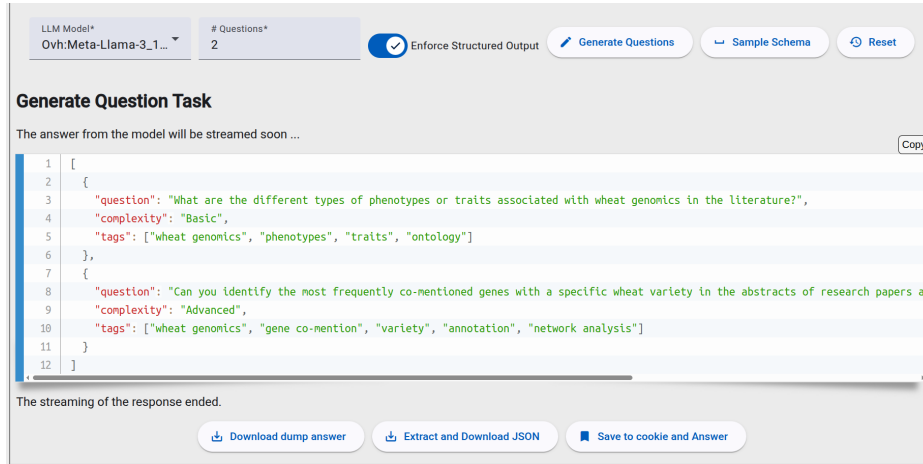 LLM Model*
Ovh:Meta-Llama-3_1...
# Questions*
2
Enforce Structured Output
Generate Questions
Sample Schema
Reset
Generate Question Task
The answer from the model will be streamed soon ...
Copy
1 [
2 {
3 "question": "What are the different types of phenotypes or traits associated with wheat genomics in the literature?",
4 "complexity": "Basic",
5 "tags": ["wheat genomics", "phenotypes", "traits", "ontology"]
6 },
7 {
8 "question": "Can you identify the most frequently co-mentioned genes with a specific wheat variety in the abstracts of research papers a
9 "complexity": "Advanced",
10 "tags": ["wheat genomics", "gene co-mention", "variety", "annotation", "network analysis"]
11 }
12 ]
The streaming of the response ended.
Download dump answer
Extract and Download JSON
Save to cookie and Answer